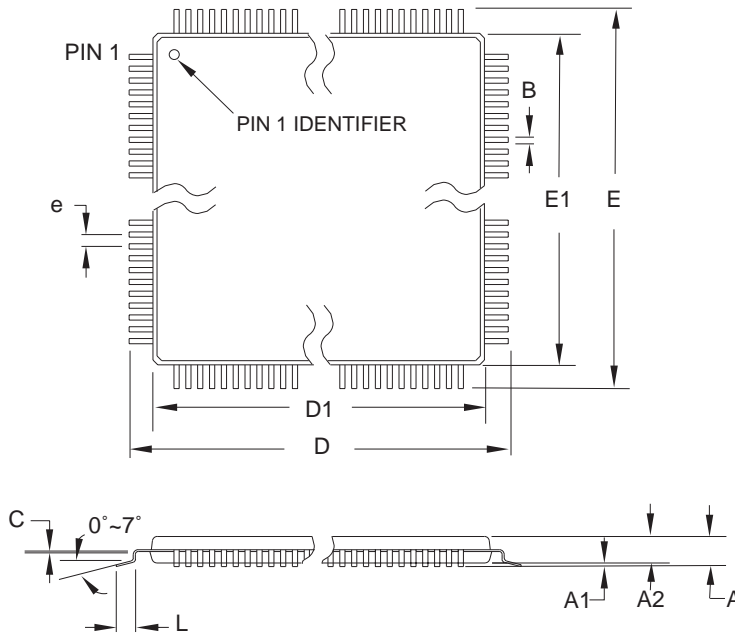 PIN 1
B
PIN 1 IDENTIFIER
E1
E
e
D1
D
C
0˚~7˚
A1
A2
A
L